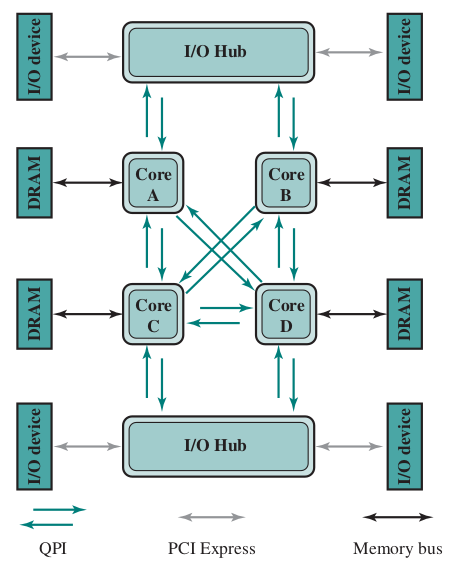 I/O device
I/O Hub
I/O device
DRAM
Core
A
Core
B
DRAM
DRAM
Core
C
Core
D
DRAM
I/O device
I/O Hub
I/O device
QPI
PCI Express
Memory bus